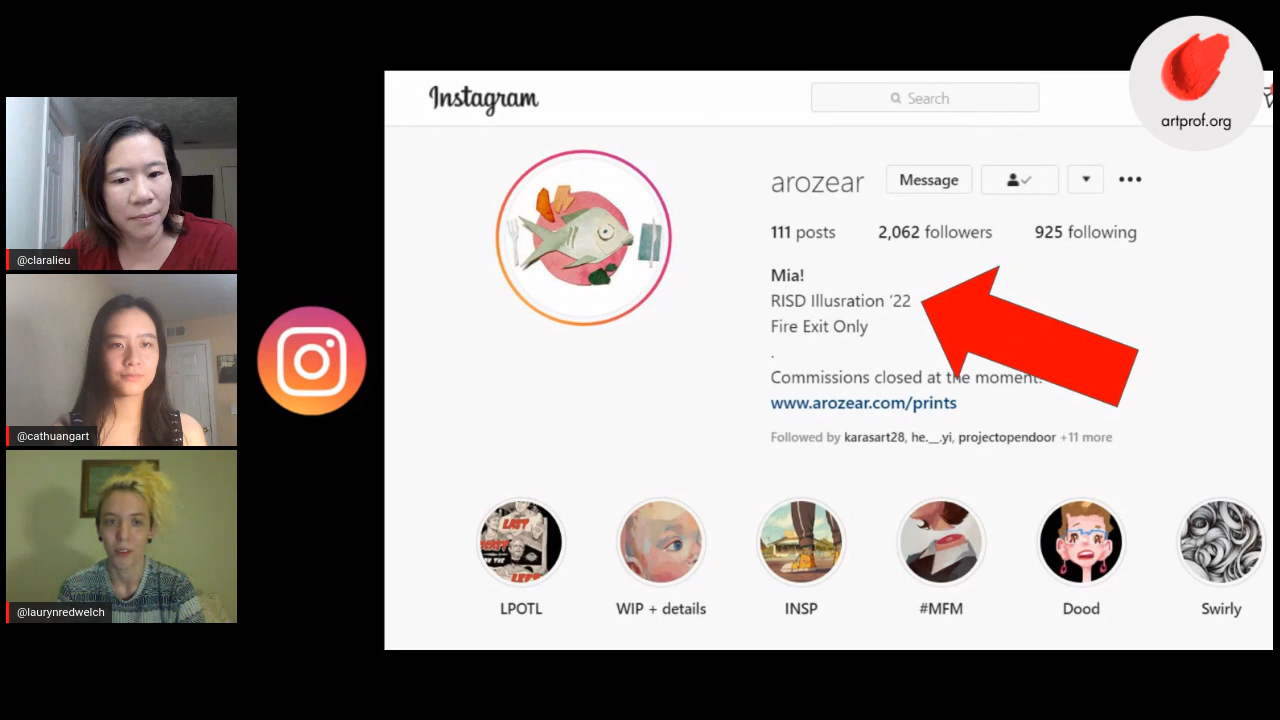 artprof.org
Instagram
Search
arozear
Message
111 posts 2,062 followers 925 following
Mia!
RISD Illusration '22
Fire Exit Only
.
Commissions closed at the moment.
www.arozear.com/prints
Followed by karasart28, he.__.yi, projectopendoor +11 more
LAST
LPOTL
WIP + details
INSP
#MFM
Dood
Swirly
@claralieu
@cathuangart
@laurynredwelch